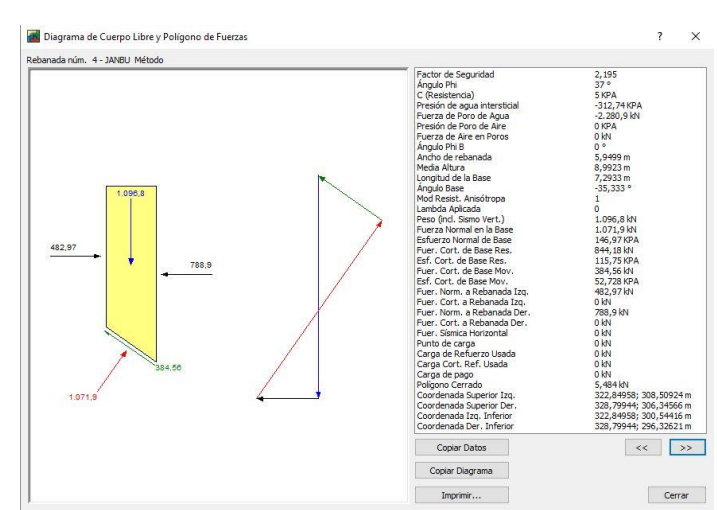 Diagrama de Cuerpo Libre y Polígono de Fuerzas
Rebanada núm. 4 - JANBU Método
1.096,8
482,97
788,9
384,56
1.071,9
Factor de Seguridad 2,195
Ángulo Phi 37 °
C (Resistencia) 5 KPA
Presión de agua intersticial -312,74 KPA
Fuerza de Poro de Agua -2.280,9 kN
Presión de Poro de Aire 0 KPA
Fuerza de Aire en Poros 0 kN
Ángulo Phi B 0 °
Ancho de rebanada 5,9499 m
Media Altura 8,9923 m
Longitud de la Base 7,2933 m
Ángulo Base -35,333 °
Mod Resist. Anisótropa 1
Lambda Aplicada 0
Peso (incl. Sismo Vert.) 1.096,8 kN
Fuerza Normal en la Base 1.071,9 kN
Esfuerzo Normal de Base 146,97 KPA
Fuer. Cort. de Base Res. 844,18 kN
Esf. Cort. de Base Res. 115,75 KPA
Fuer. Cort. de Base Mov. 384,56 kN
Esf. Cort. de Base Mov. 52,728 KPA
Fuer. Norm. a Rebanada Izq. 482,97 kN
Fuer. Cort. a Rebanada Izq. 0 kN
Fuer. Norm. a Rebanada Der. 788,9 kN
Fuer. Cort. a Rebanada Der. 0 kN
Fuer. Sísmica Horizontal 0 kN
Punto de carga 0 kN
Carga de Refuerzo Usada 0 kN
Carga Cort. Ref. Usada 0 kN
Carga de pago 0 kN
Polígono Cerrado 5,484 kN
Coordenada Superior Izq. 322,84958; 308,50924 m
Coordenada Superior Der. 328,79944; 306,34566 m
Coordenada Izq. Inferior 322,84958; 300,54416 m
Coordenada Der. Inferior 328,79944; 296,32621 m
Copiar Datos << >>
Copiar Diagrama
Imprimir... Cerrar